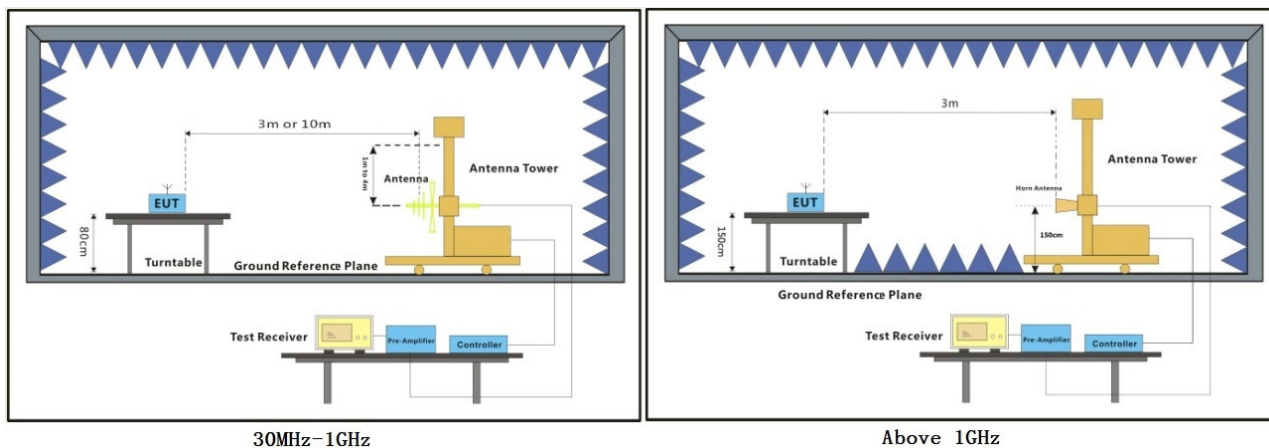 3m or 10m
1m to 4m
Antenna
Antenna Tower
EUT
80cm
Turntable
Ground Reference Plane
Test Receiver
Pre-Amplifier
Controller
30MHz-1GHz
3m
Antenna Tower
Horn Antenna
EUT
150cm
150cm
Turntable
Ground Reference Plane
Test Receiver
Pre-Amplifier
Controller
Above 1GHz